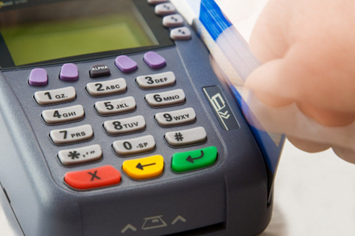 ALPHA
1 QZ. 2 ABC 3 DEF
4 GHI 5 JKL 6 MNO
7 PRS 8 TUV 9 WXY
* 0 -SP #
X